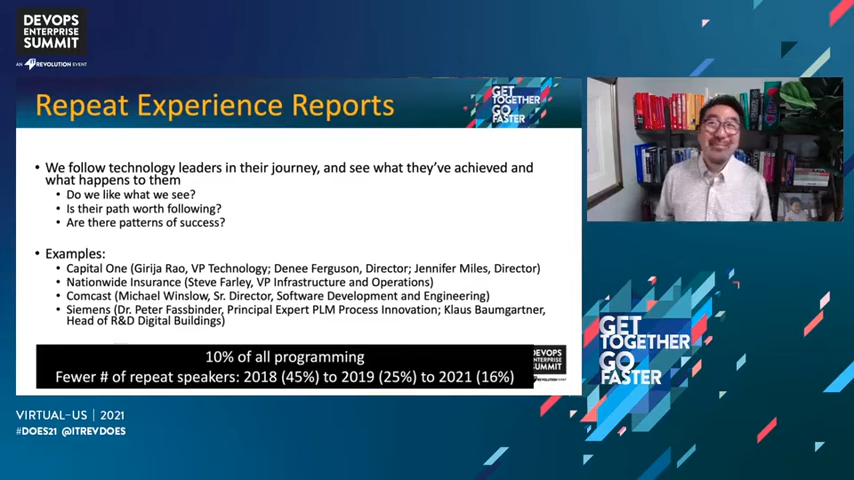 DEVOPS
ENTERPRISE
SUMMIT
AN IT REVOLUTION EVENT
Repeat Experience Reports
GET
TOGETHER
GO
FASTER
• We follow technology leaders in their journey, and see what they've achieved and
what happens to them
• Do we like what we see?
• Is their path worth following?
• Are there patterns of success?
• Examples:
• Capital One (Girija Rao, VP Technology; Denee Ferguson, Director; Jennifer Miles, Director)
• Nationwide Insurance (Steve Farley, VP Infrastructure and Operations)
• Comcast (Michael Winslow, Sr. Director, Software Development and Engineering)
• Siemens (Dr. Peter Fassbinder, Principal Expert PLM Process Innovation; Klaus Baumgartner,
Head of R&D Digital Buildings)
10% of all programming
Fewer # of repeat speakers: 2018 (45%) to 2019 (25%) to 2021 (16%)
ENTERPRISE
SUMMIT
GET
TOGETHER
GO
FASTER
VIRTUAL-US | 2021
#DOES21 @ITREVDOES